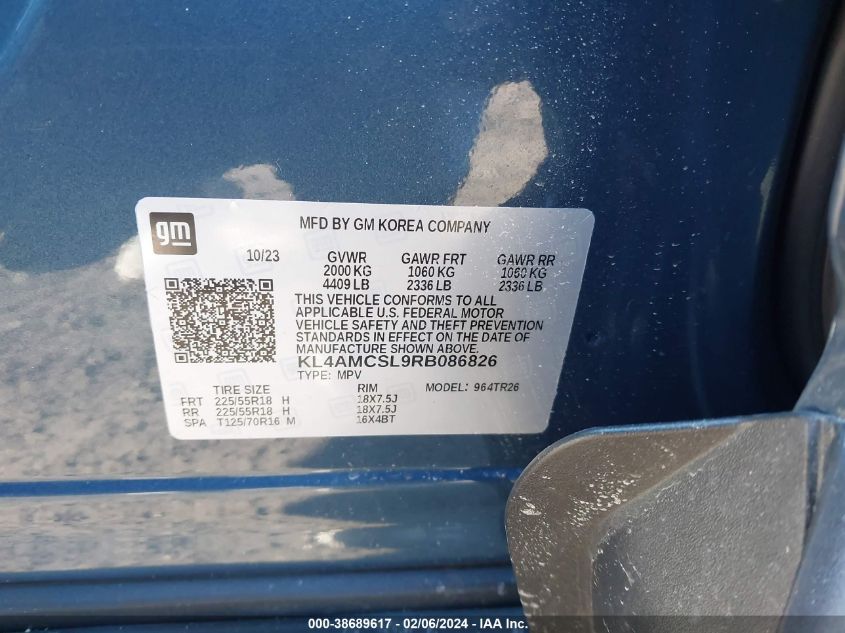 gm
MFD BY GM KOREA COMPANY
10/23 GVWR GAWR FRT GAWR RR
2000 KG 1060 KG 1060 KG
4409 LB 2336 LB 2336 LB
THIS VEHICLE CONFORMS TO ALL
APPLICABLE U.S. FEDERAL MOTOR
VEHICLE SAFETY AND THEFT PREVENTION
STANDARDS IN EFFECT ON THE DATE OF
MANUFACTURE SHOWN ABOVE.
KL4AMCSL9RB086826
TYPE: MPV MODEL: 964TR26
TIRE SIZE RIM
FRT 225/55R18 H 18X7.5J
RR 225/55R18 H 18X7.5J
SPA T125/70R16 M 16X4BT
000-38689617 - 02/06/2024 - IAA Inc.